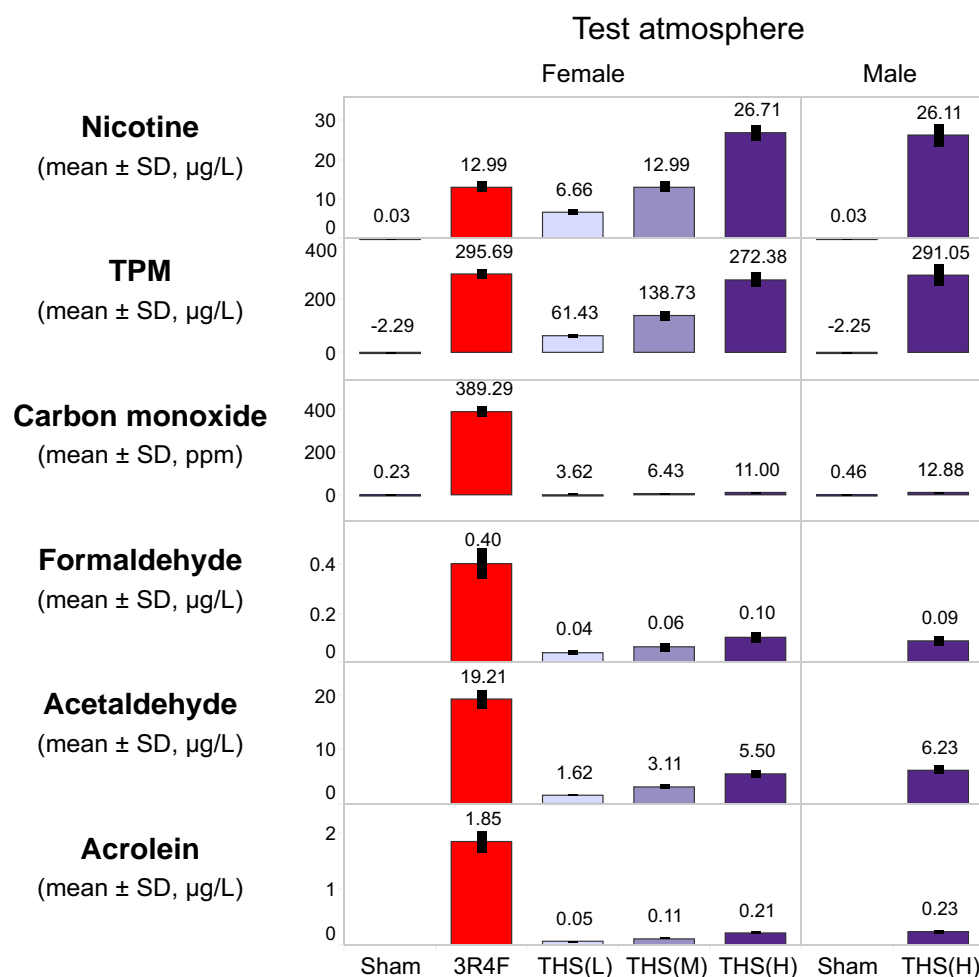 Test atmosphere
Female Male
Nicotine
(mean ± SD, µg/L)
30
20
10
0
0.03 12.99 6.66 12.99 26.71 0.03 26.11
TPM
(mean ± SD, µg/L)
400
200
0
-2.29 295.69 61.43 138.73 272.38 -2.25 291.05
Carbon monoxide
(mean ± SD, ppm)
400
200
0
0.23 389.29 3.62 6.43 11.00 0.46 12.88
Formaldehyde
(mean ± SD, µg/L)
0.4
0.2
0
0.40 0.04 0.06 0.10 0.09
Acetaldehyde
(mean ± SD, µg/L)
20
10
0
19.21 1.62 3.11 5.50 6.23
Acrolein
(mean ± SD, µg/L)
2
1
0
1.85 0.05 0.11 0.21 0.23
Sham 3R4F THS(L) THS(M) THS(H) Sham THS(H)